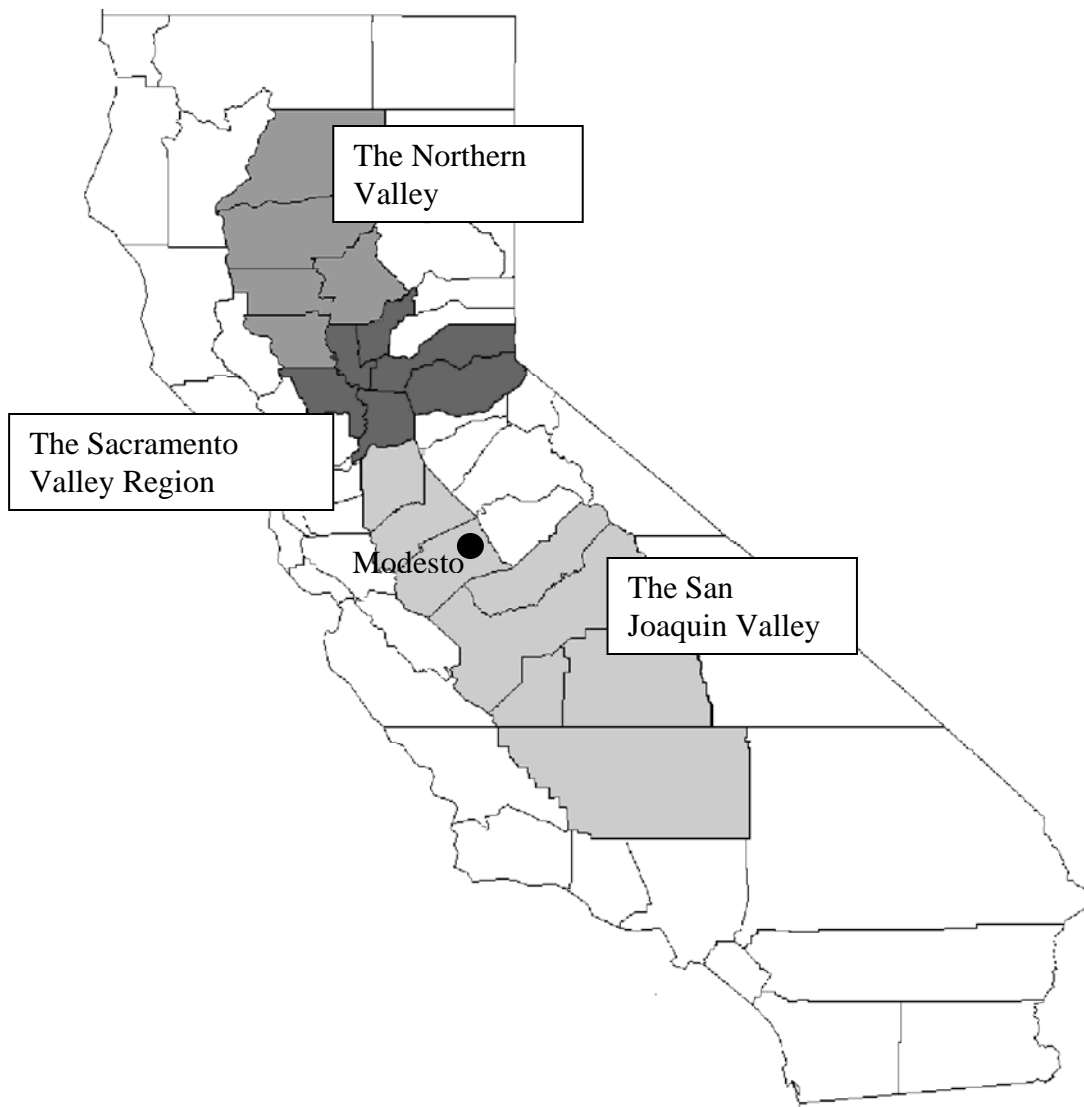 The Northern
Valley
The Sacramento
Valley Region
Modesto
The San
Joaquin Valley